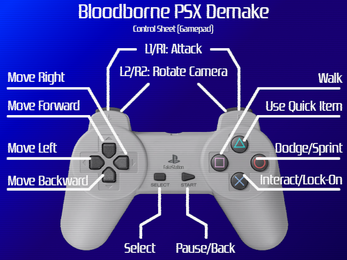 Bloodborne PSX Demake
Control Sheet (Gamepad)
L1/R1: Attack
L2/R2: Rotate Camera
Move Right
Walk
Move Forward
Use Quick Item
Move Left
Dodge/Sprint
Move Backward
Interact/Lock-On
PlayStation
SELECT
START
Select
Pause/Back